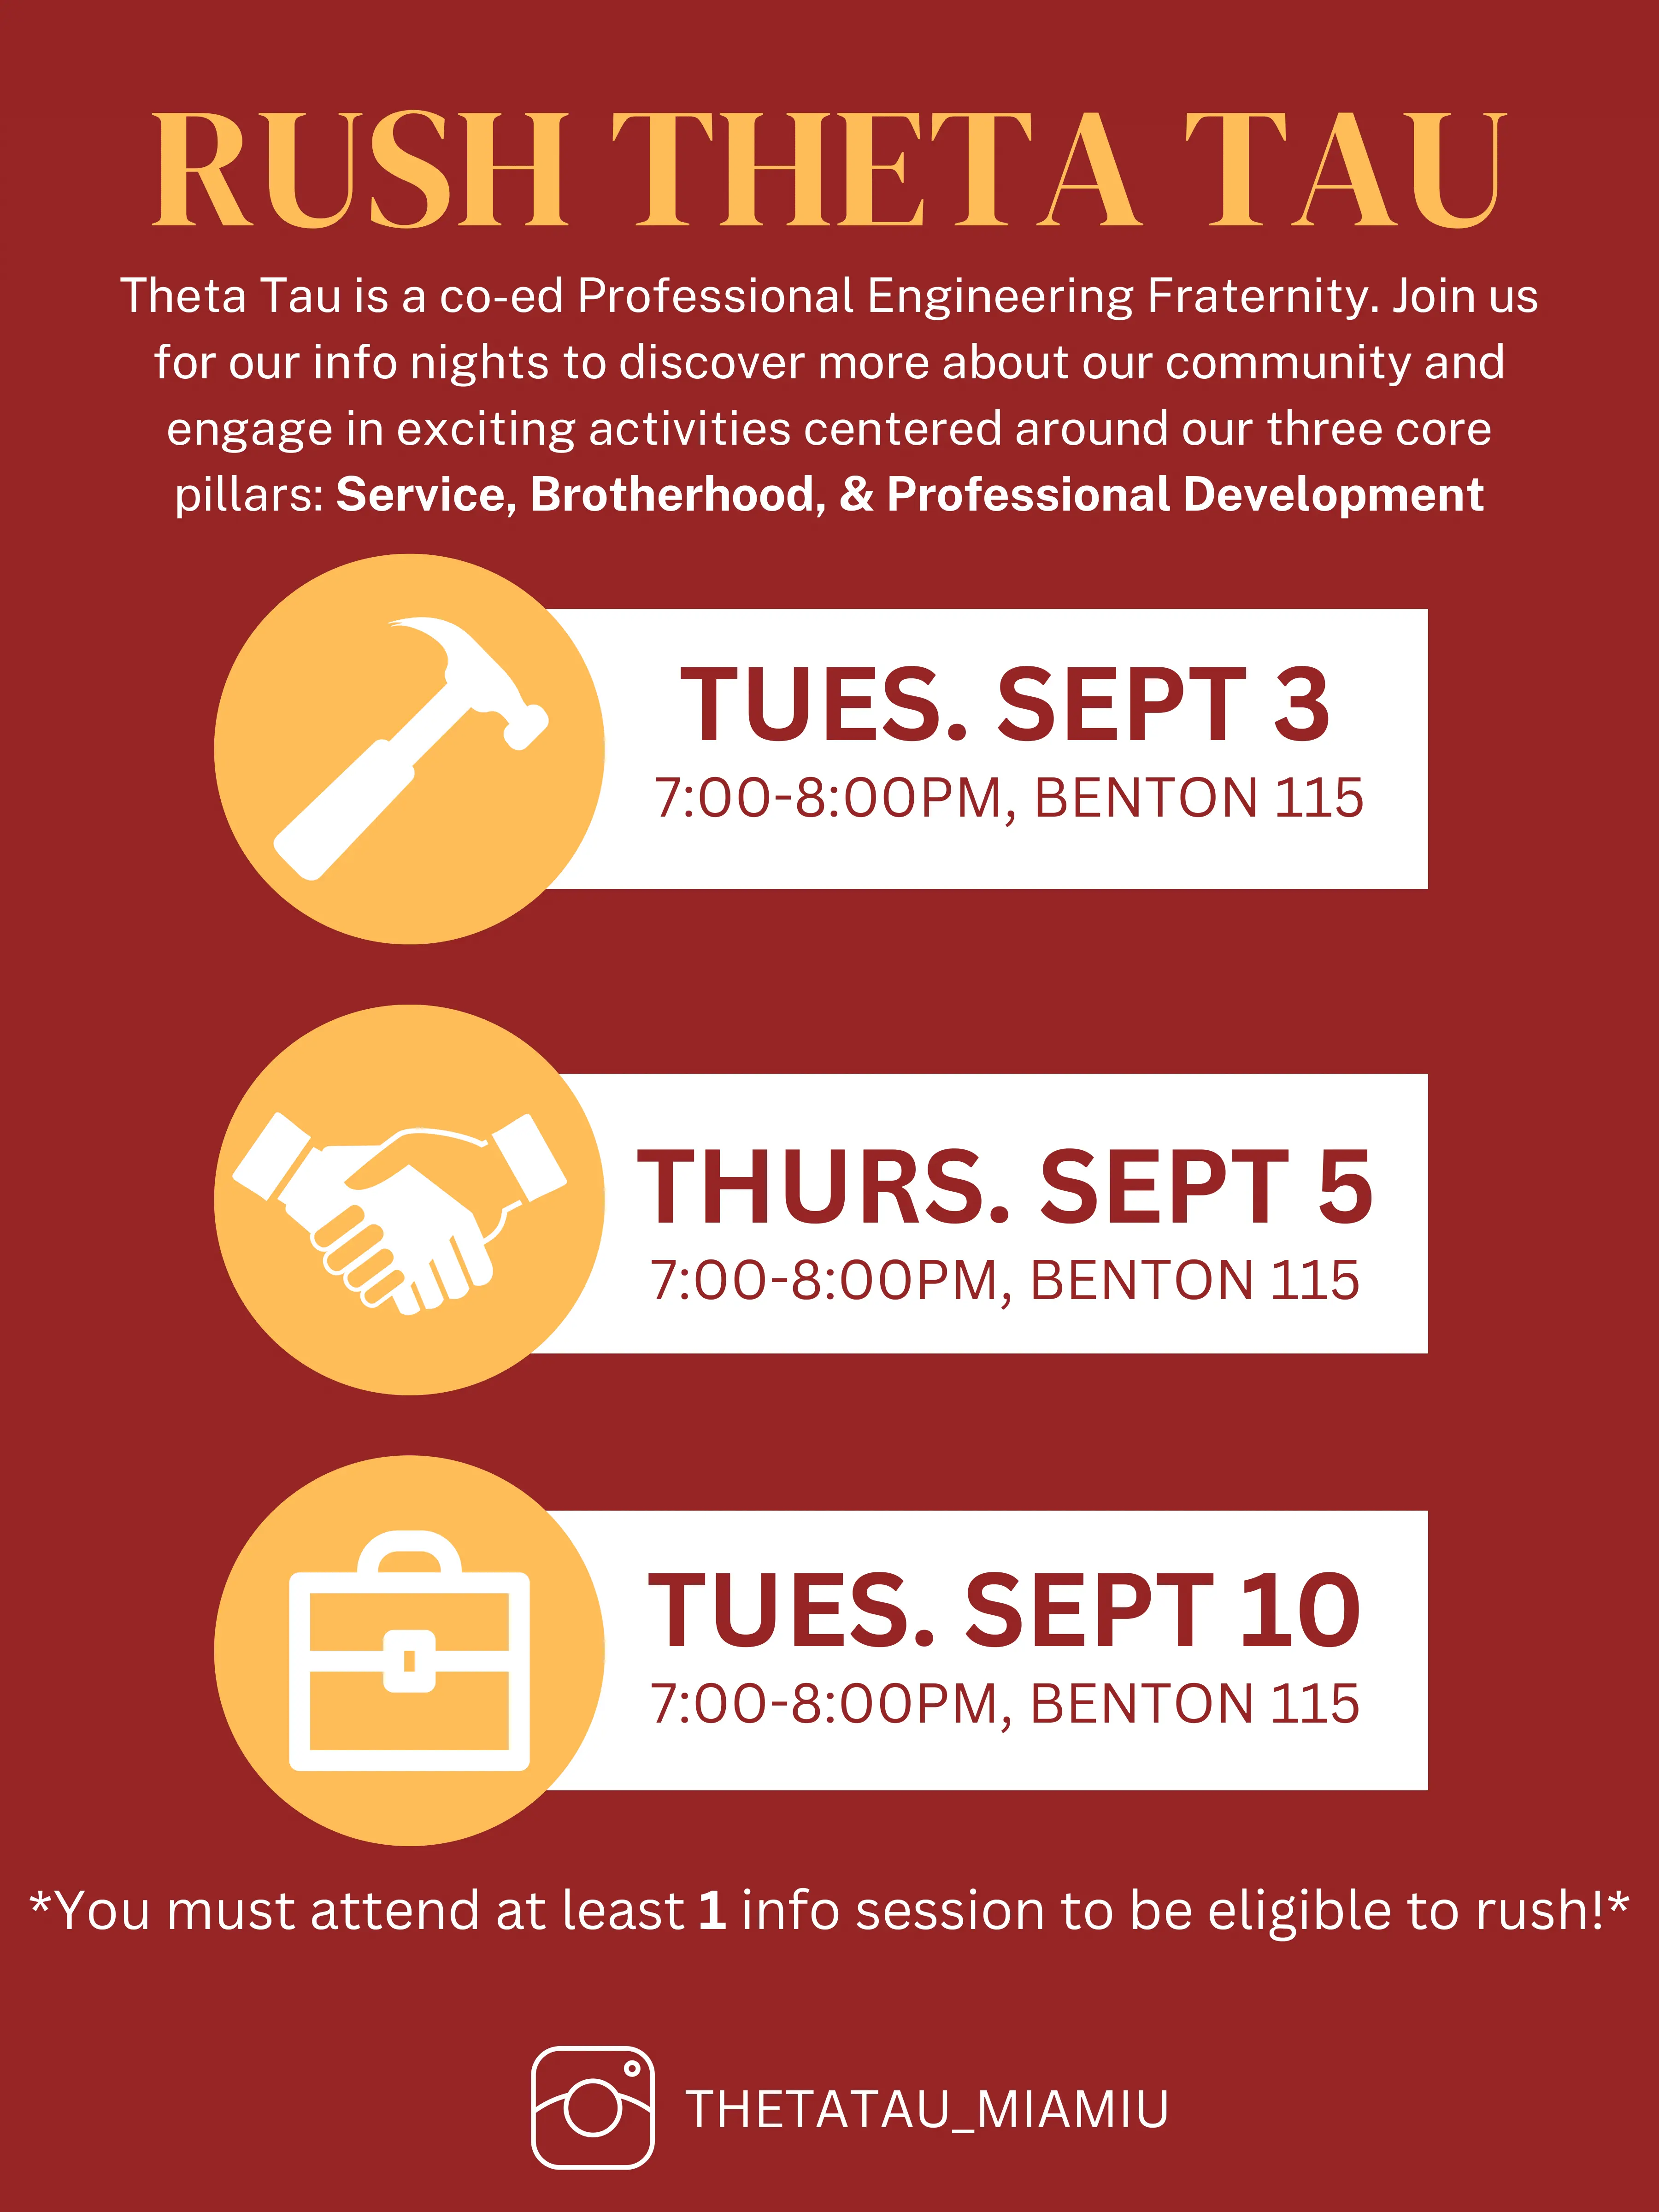 RUSH THETA TAU
Theta Tau is a co-ed Professional Engineering Fraternity. Join us
for our info nights to discover more about our community and
engage in exciting activities centered around our three core
pillars: Service, Brotherhood, & Professional Development
TUES. SEPT 3
7:00-8:00PM, BENTON 115
THURS. SEPT 5
7:00-8:00PM, BENTON 115
TUES. SEPT 10
7:00-8:00PM, BENTON 115
*You must attend at least 1 info session to be eligible to rush!*
THETATAU_MIAMIU